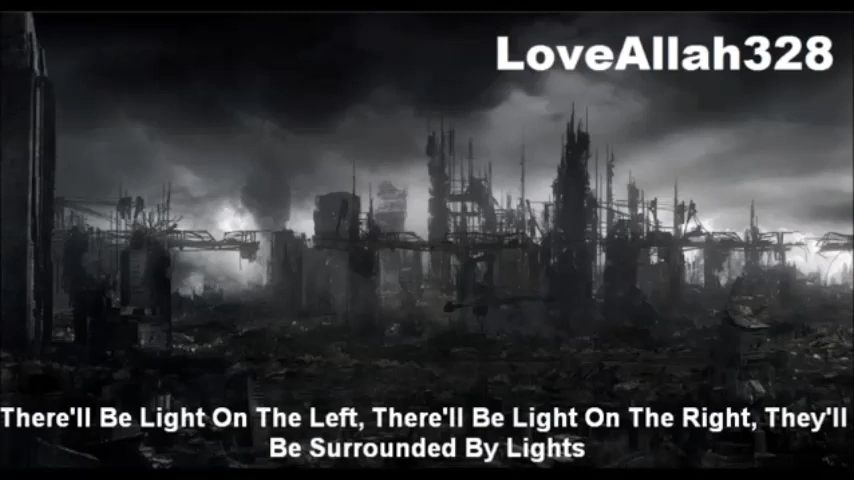 LoveAllah328
There'll Be Light On The Left, There'll Be Light On The Right, They'll
Be Surrounded By Lights